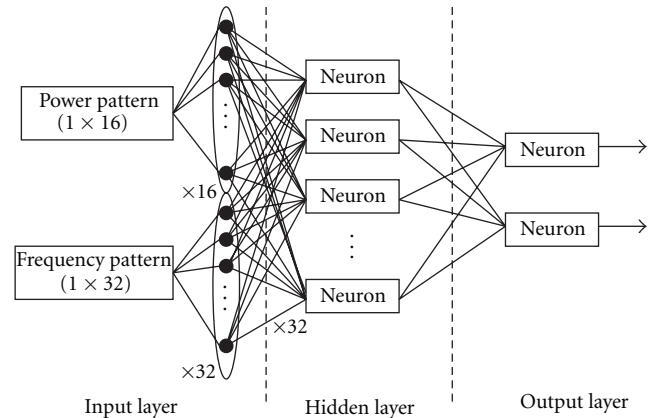 Power pattern
(1 × 16)
×16
Frequency pattern
(1 × 32)
×32
Neuron
Neuron
Neuron
Neuron
×32
Neuron
Neuron
Input layer
Hidden layer
Output layer